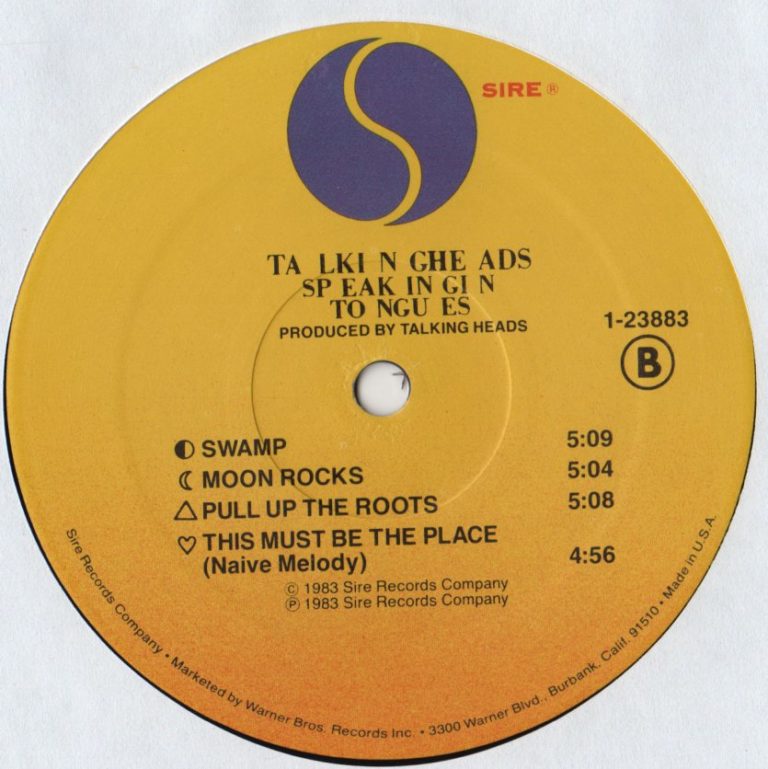 SIRE ®
TA LKI N GHE ADS
SP EAK IN GI N
TO NGU ES
PRODUCED BY TALKING HEADS
1-23883
B
SWAMP 5:09
MOON ROCKS 5:04
PULL UP THE ROOTS 5:08
THIS MUST BE THE PLACE
(Naive Melody) 4:56
© 1983 Sire Records Company
℗ 1983 Sire Records Company
Sire Records Company • Marketed by Warner Bros. Records Inc. • 3300 Warner Blvd., Burbank, Calif. 91510 • Made in U.S.A.